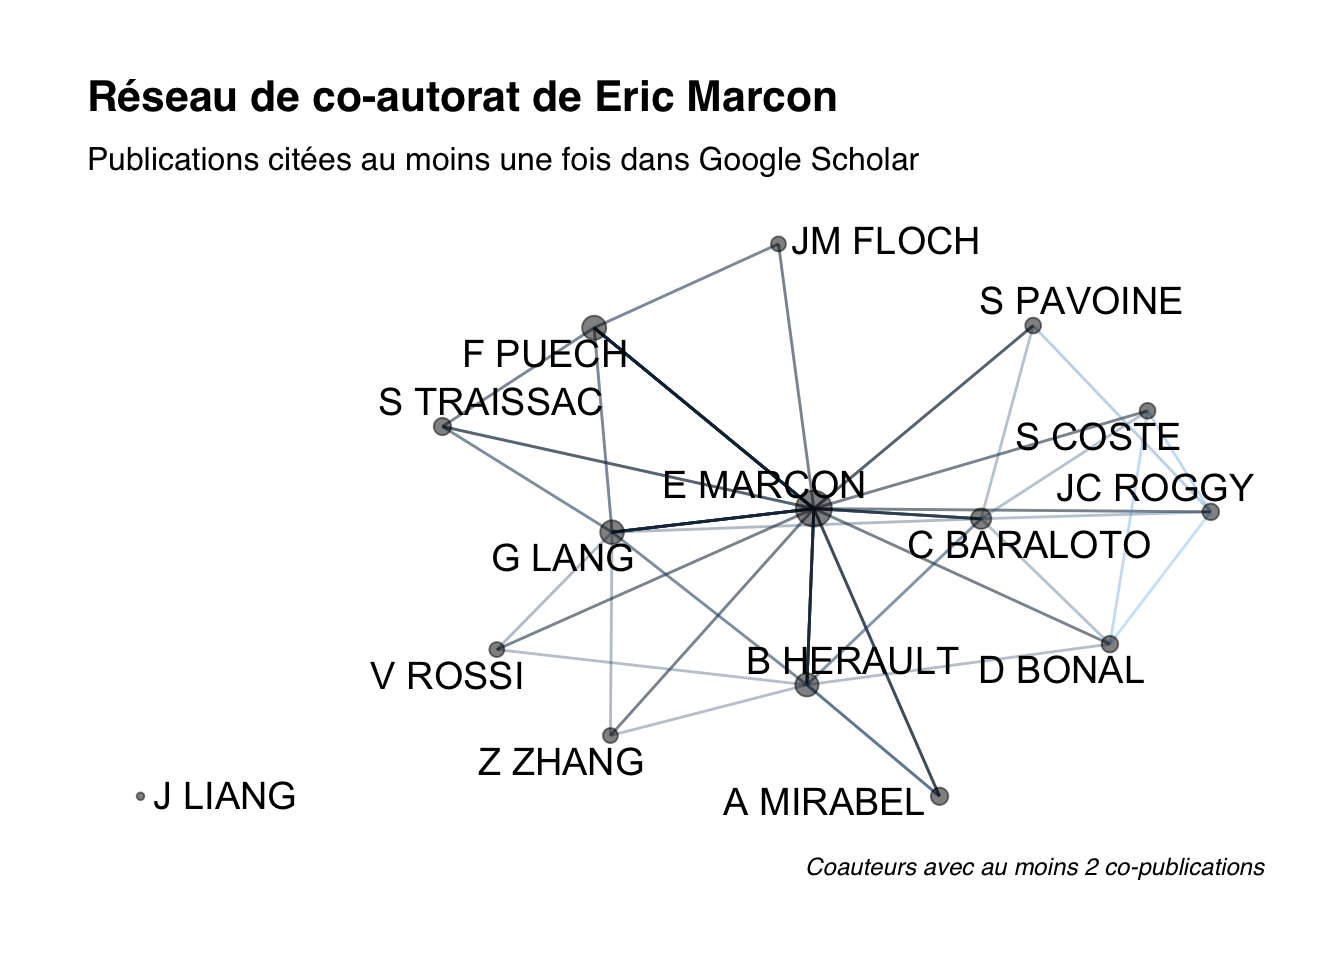 Réseau de co-autorat de Eric Marcon
Publications citées au moins une fois dans Google Scholar
JM FLOCH
S PAVOINE
F PUECH
S TRAISSAC
S COSTE
E MARCON
JC ROGGY
G LANG
C BARALOTO
V ROSSI
B HERAULT
D BONAL
Z ZHANG
J LIANG
A MIRABEL
Coauteurs avec au moins 2 co-publications